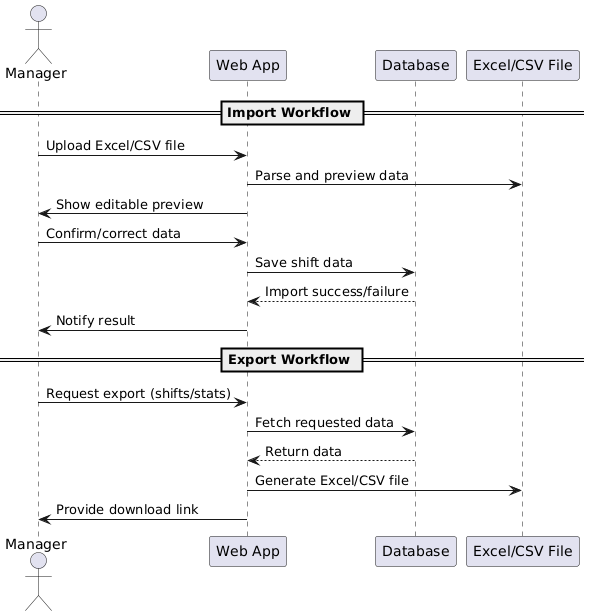 Manager
Web App
Database
Excel/CSV File
Import Workflow
Upload Excel/CSV file
Parse and preview data
Show editable preview
Confirm/correct data
Save shift data
Import success/failure
Notify result
Export Workflow
Request export (shifts/stats)
Fetch requested data
Return data
Generate Excel/CSV file
Provide download link
Manager
Web App
Database
Excel/CSV File